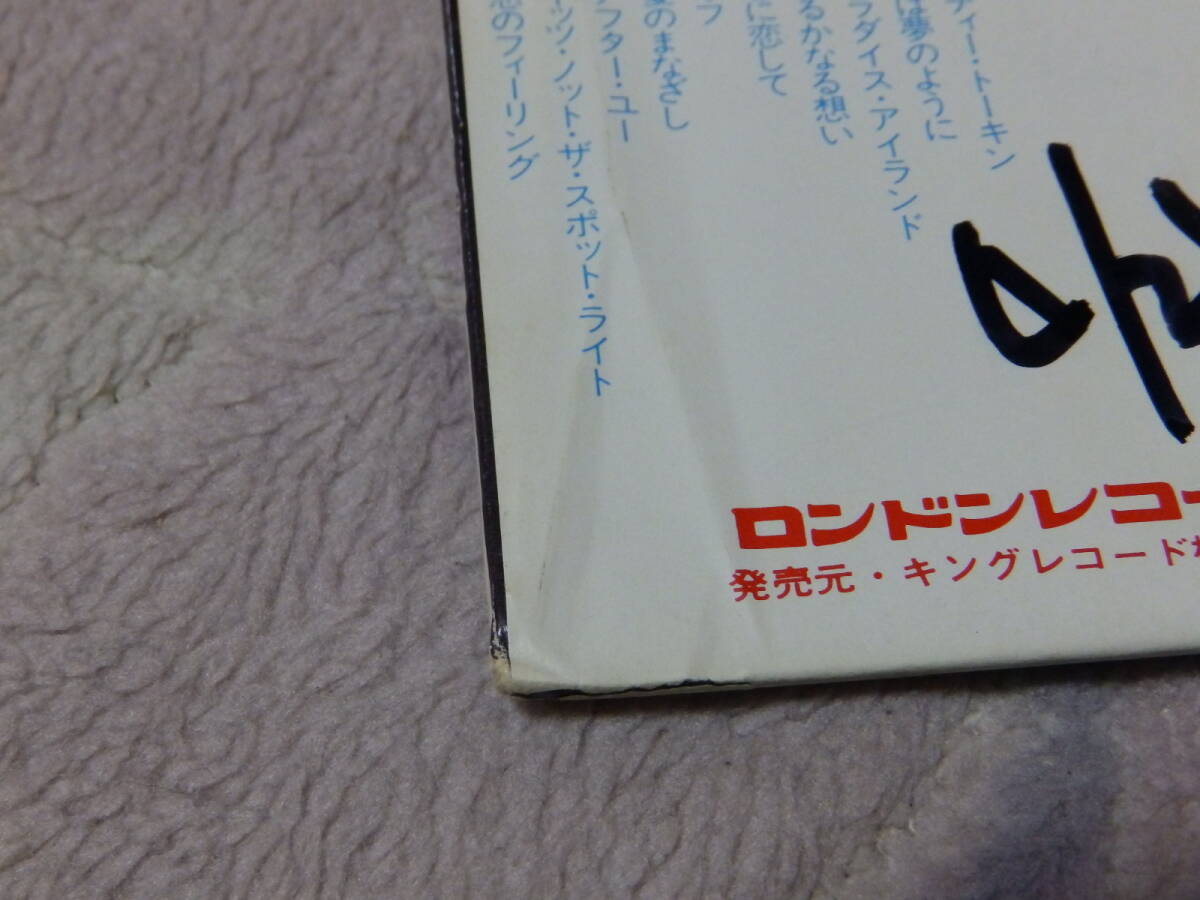 ティー・トーキン
は夢のように
ラダイス・アイランド
るかなる想い
に恋して
フ
愛のまなざし
フター・ユー
ッツ・ノット・ザ・スポット・ライト
恋のフィーリング
ロンドンレコー
発売元・キングレコード